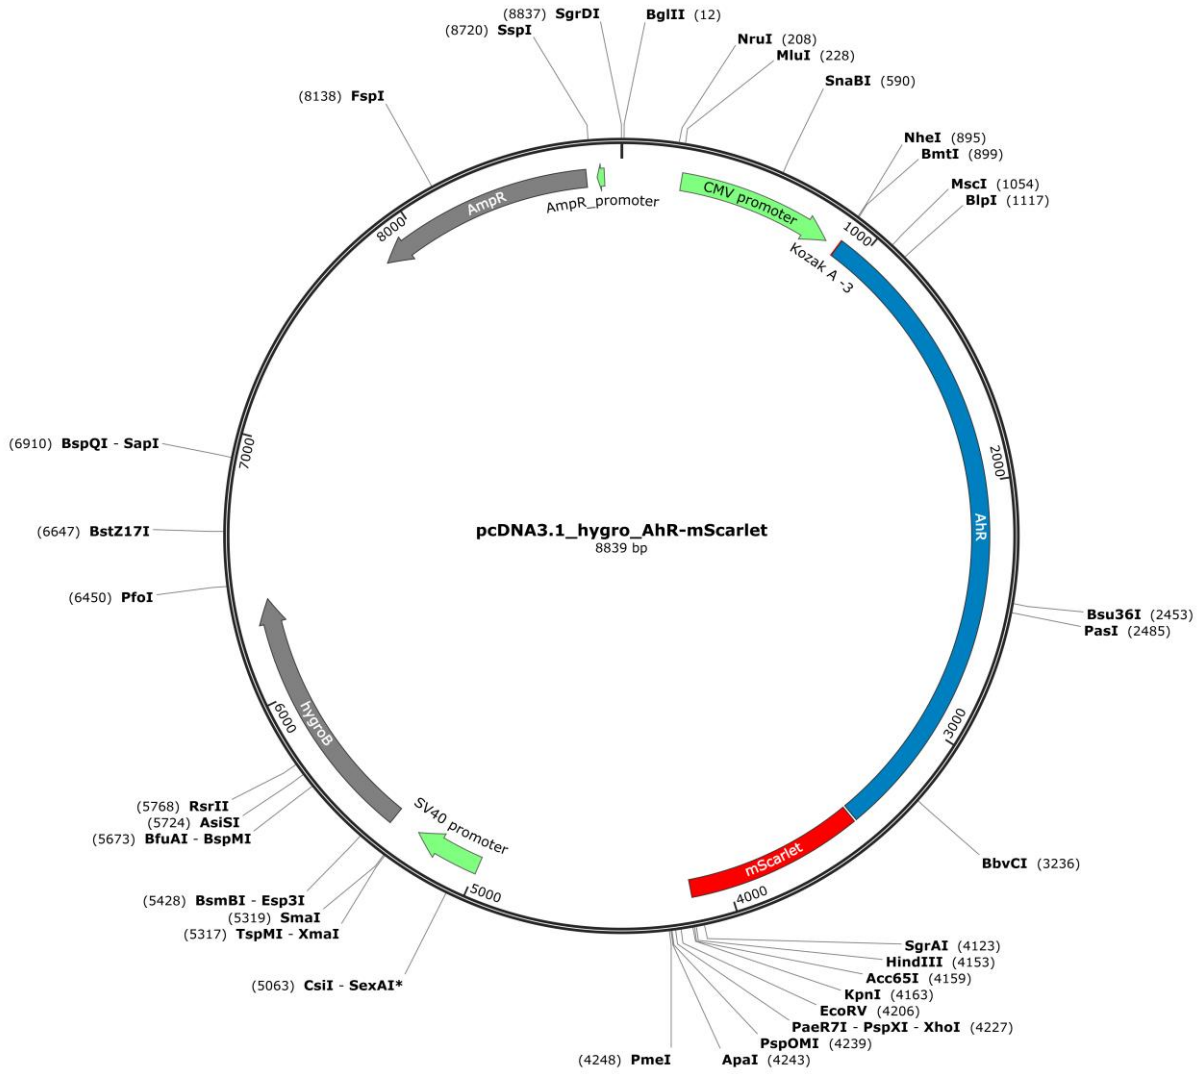 (8837) SgrDI
BglII (12)
(8720) SspI
NruI (208)
MluI (228)
SnaBI (590)
(8138) FspI
NheI (895)
BmtI (899)
MscI (1054)
BlpI (1117)
CMV promoter
AmpR
AmpR_promoter
8000
1000
Kozak A -3
(6910) BspQI - SapI
7000
2000
(6647) BstZ17I
pcDNA3.1_hygro_AhR-mScarlet
8839 bp
AhR
(6450) PfoI
Bsu36I (2453)
PasI (2485)
6000
hygroB
3000
(5768) RsrII
(5724) AsiSI
(5673) BfuAI - BspMI
SV40 promoter
mScarlet
BbvCI (3236)
5000
4000
(5428) BsmBI - Esp3I
(5319) SmaI
(5317) TspMI - XmaI
(5063) CsiI - SexAI*
SgrAI (4123)
HindIII (4153)
Acc65I (4159)
KpnI (4163)
EcoRV (4206)
PaeR7I - PspXI - XhoI (4227)
PspOMI (4239)
(4248) PmeI
ApaI (4243)